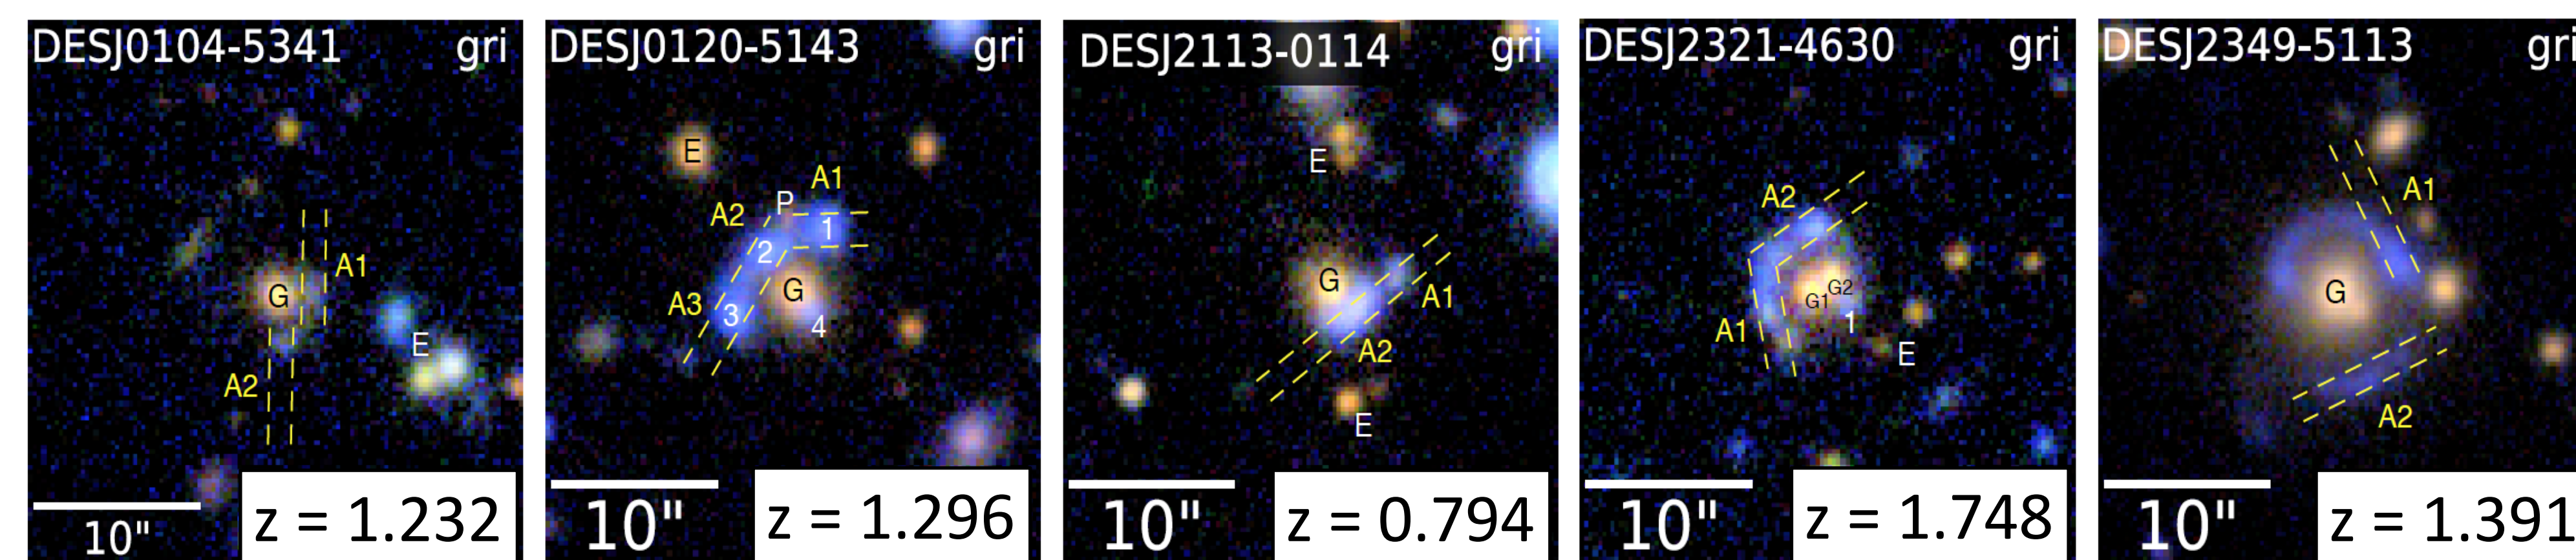 DESJ0104-5341 gri
G
A1
A2
E
10"
z = 1.232
DESJ0120-5143 gri
E
A1
P
A2
1
2
G
A3
3
4
10"
z = 1.296
DESJ2113-0114 gri
E
G
A1
A2
E
10"
z = 0.794
DESJ2321-4630 gri
A2
G1 G2
A1
1
E
10"
z = 1.748
DESJ2349-5113 gri
A1
G
A2
10"
z = 1.391